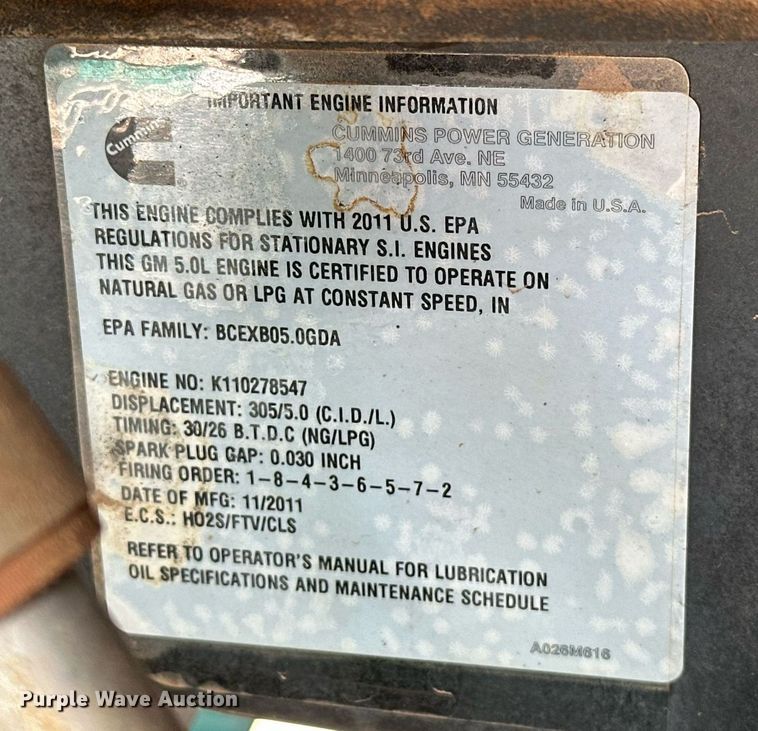 IMPORTANT ENGINE INFORMATION
Cummins
CUMMINS POWER GENERATION
1400 73rd Ave. NE
Minneapolis, MN 55432
Made in U.S.A.
THIS ENGINE COMPLIES WITH 2011 U.S. EPA
REGULATIONS FOR STATIONARY S.I. ENGINES
THIS GM 5.0L ENGINE IS CERTIFIED TO OPERATE ON
NATURAL GAS OR LPG AT CONSTANT SPEED, IN
EPA FAMILY: BCEXB05.0GDA
ENGINE NO: K110278547
DISPLACEMENT: 305/5.0 (C.I.D./L.)
TIMING: 30/26 B.T.D.C (NG/LPG)
SPARK PLUG GAP: 0.030 INCH
FIRING ORDER: 1-8-4-3-6-5-7-2
DATE OF MFG: 11/2011
E.C.S.: HO2S/FTV/CLS
REFER TO OPERATOR'S MANUAL FOR LUBRICATION
OIL SPECIFICATIONS AND MAINTENANCE SCHEDULE
A026M616
Purple Wave Auction